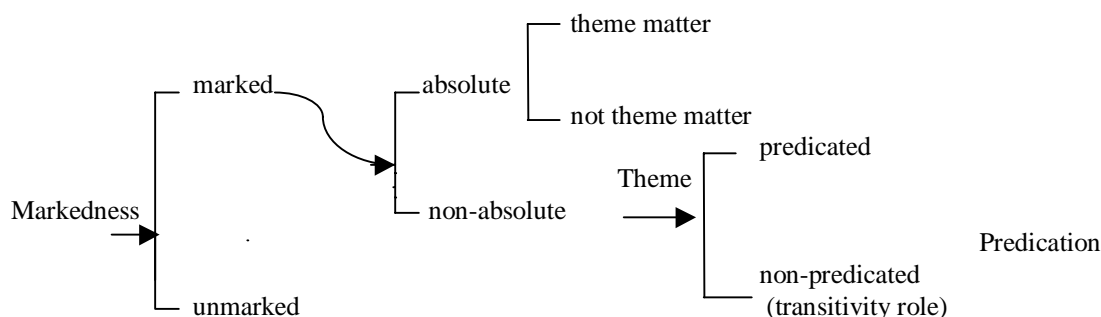 theme matter
marked
absolute
not theme matter
predicated
Theme
Markedness
non-absolute
Predication
non-predicated
(transitivity role)
unmarked